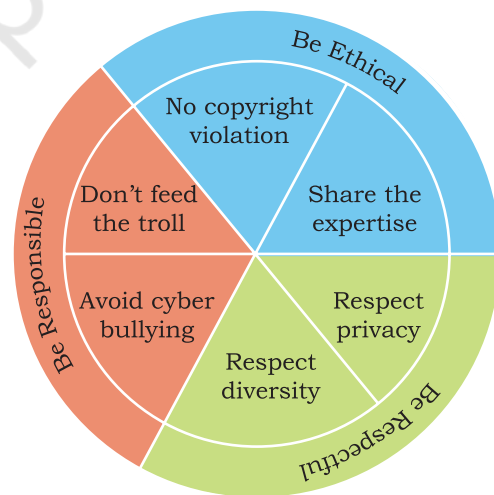 Be Ethical
No copyright
violation
Share the
expertise
Be Responsible
Don't feed
the troll
Avoid cyber
bullying
Respect
privacy
Respect
diversity
Be Respectful